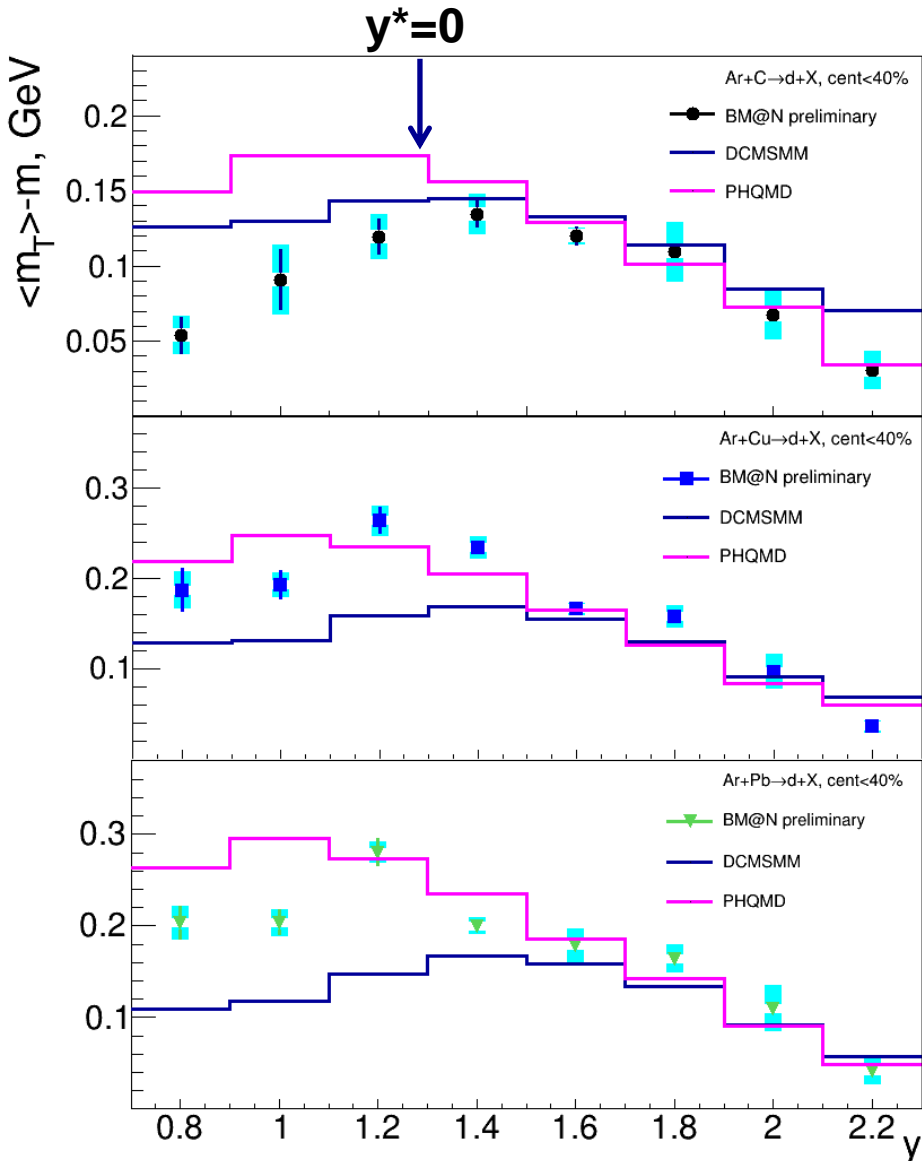 y*=0
<m_T>-m, GeV
Ar+C→d+X, cent<40%
BM@N preliminary
DCMSMM
PHQMD
0.2
0.15
0.1
0.05
Ar+Cu→d+X, cent<40%
BM@N preliminary
DCMSMM
PHQMD
0.3
0.2
0.1
Ar+Pb→d+X, cent<40%
BM@N preliminary
DCMSMM
PHQMD
0.3
0.2
0.1
0.8 1 1.2 1.4 1.6 1.8 2 2.2
y